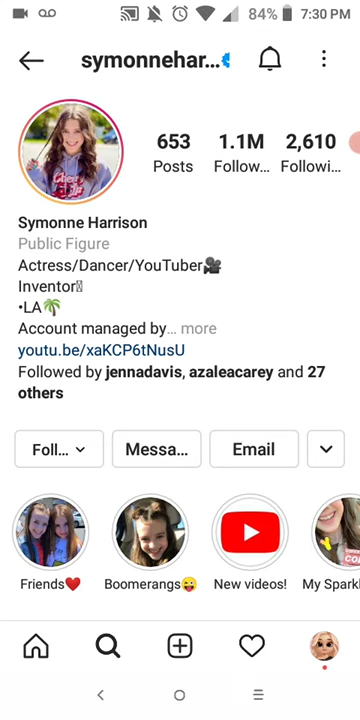 84% 7:30 PM
symonnehar...
653 1.1M 2,610
Posts Follow... Followi...
Symonne Harrison
Public Figure
Actress/Dancer/YouTuber🎥
Inventor
•LA🌴
Account managed by... more
youtu.be/xaKCP6tNusU
Followed by jennadavis, azaleacarey and 27
others
Foll... Messa... Email
Friends❤️ Boomerangs😜 New videos! My Sparkl